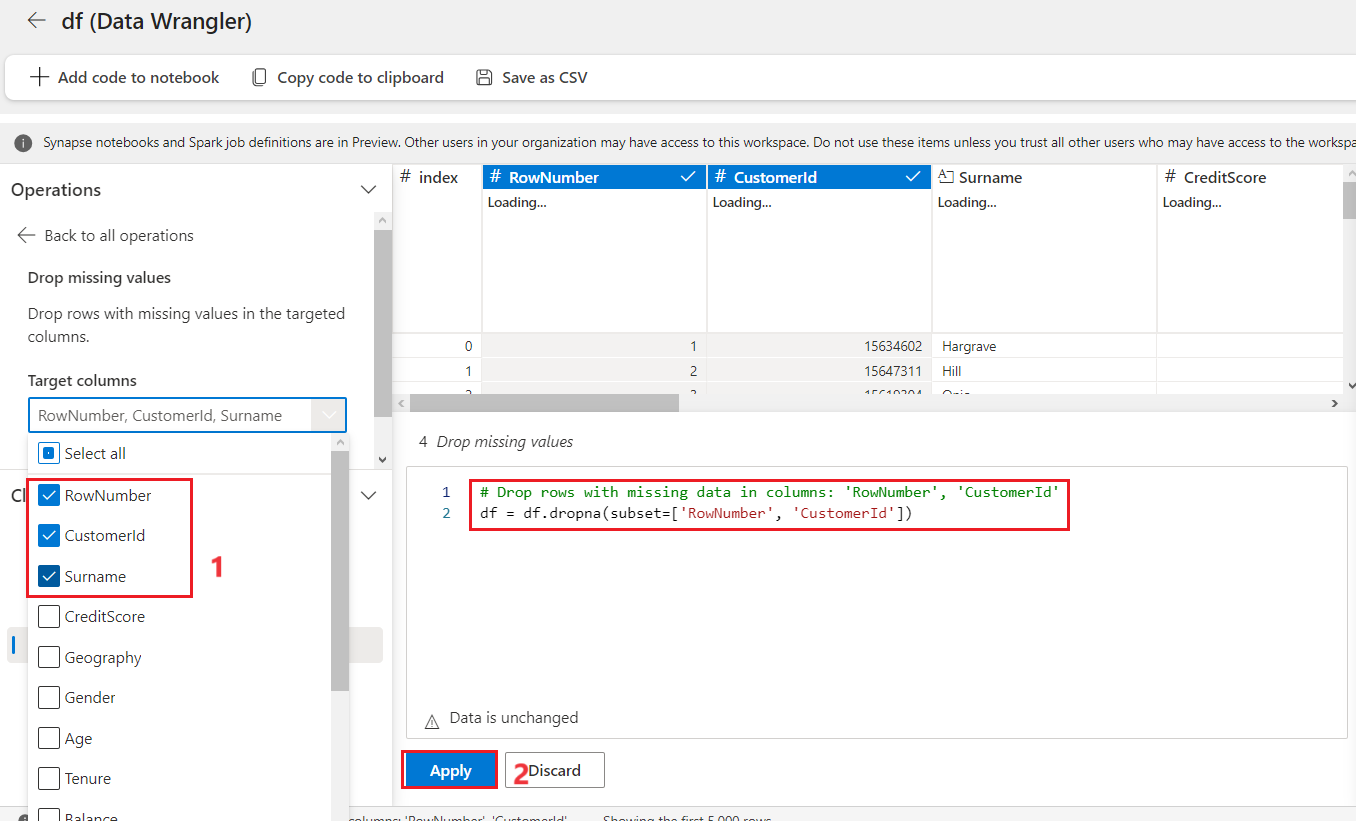 df (Data Wrangler)
Add code to notebook Copy code to clipboard Save as CSV
Synapse notebooks and Spark job definitions are in Preview. Other users in your organization may have access to this workspace. Do not use these items unless you trust all other users who may have access to the
Operations
Back to all operations
Drop missing values
Drop rows with missing values in the targeted
columns.
Target columns
RowNumber, CustomerId, Surname
Select all
RowNumber
CustomerId
Surname
1
CreditScore
Geography
Gender
Age
Tenure
Balance
# index # RowNumber # CustomerId Surname # CreditScore
Loading... Loading... Loading... Loading...
0 1 15634602 Hargrave
1 2 15647311 Hill
4 Drop missing values
1 # Drop rows with missing data in columns: 'RowNumber', 'CustomerId'
2 df = df.dropna(subset=['RowNumber', 'CustomerId'])
Data is unchanged
Apply 2 Discard
columns: 'RowNumber', 'CustomerId' Showing the first 5,000 rows